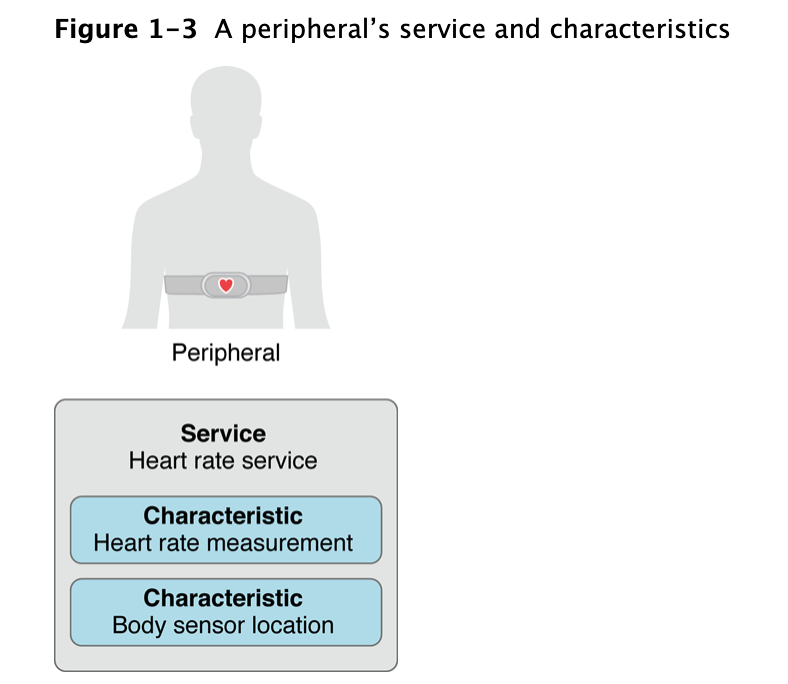 Figure 1–3 A peripheral’s service and characteristics
Peripheral
Service
Heart rate service
Characteristic
Heart rate measurement
Characteristic
Body sensor location